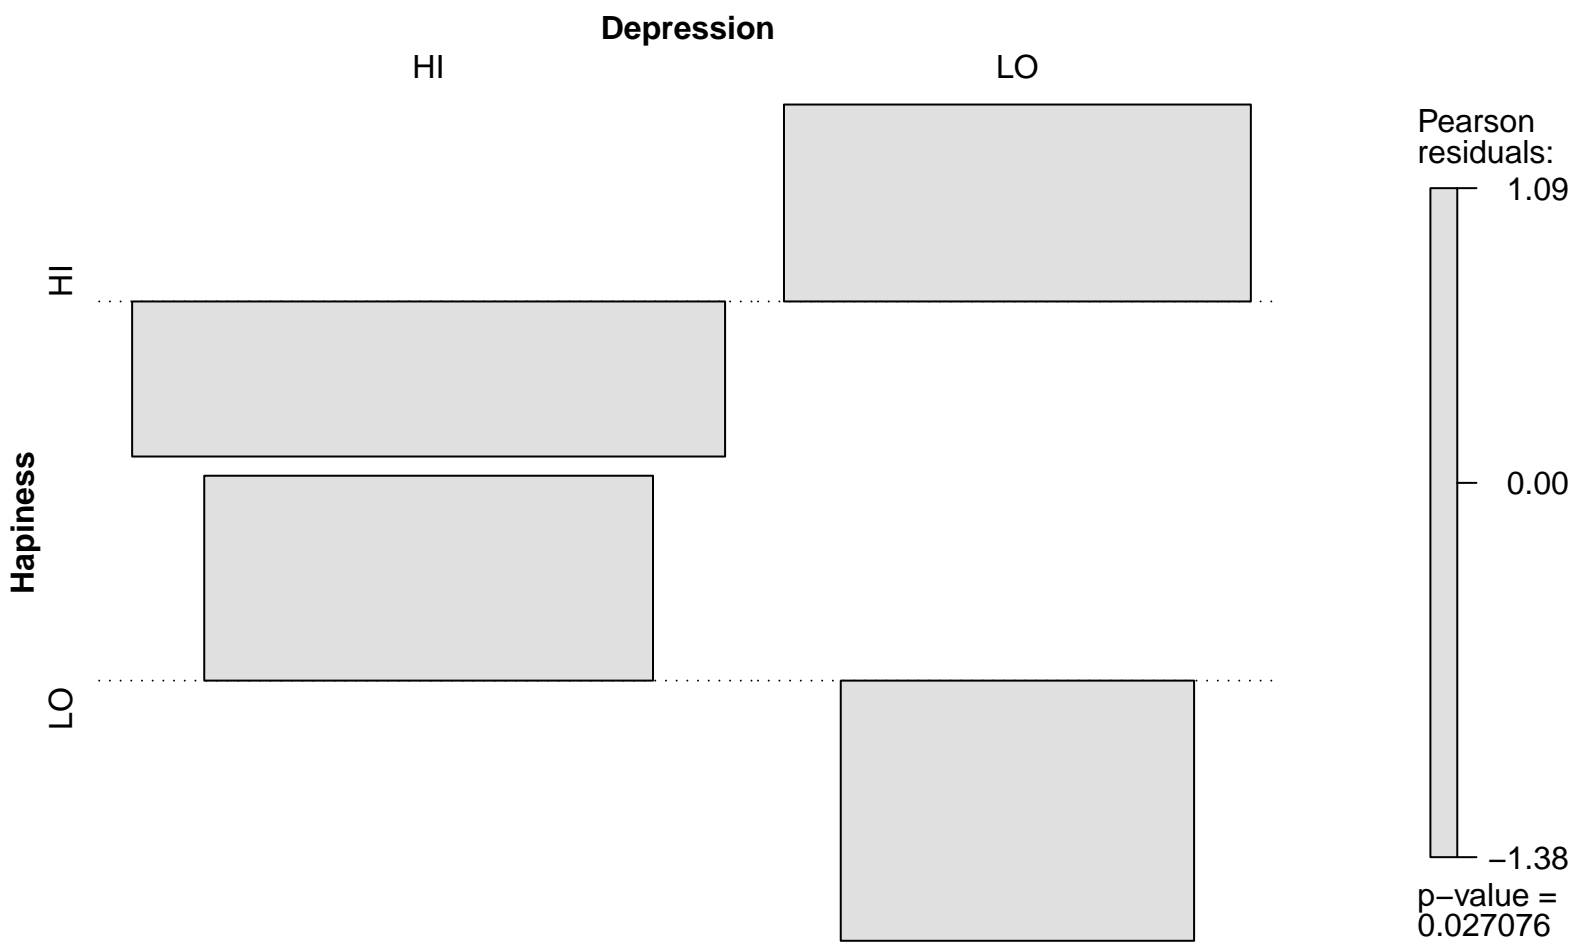 Depression
HI
LO
Hapiness
HI
LO
Pearson
residuals:
1.09
0.00
−1.38
p−value =
0.027076